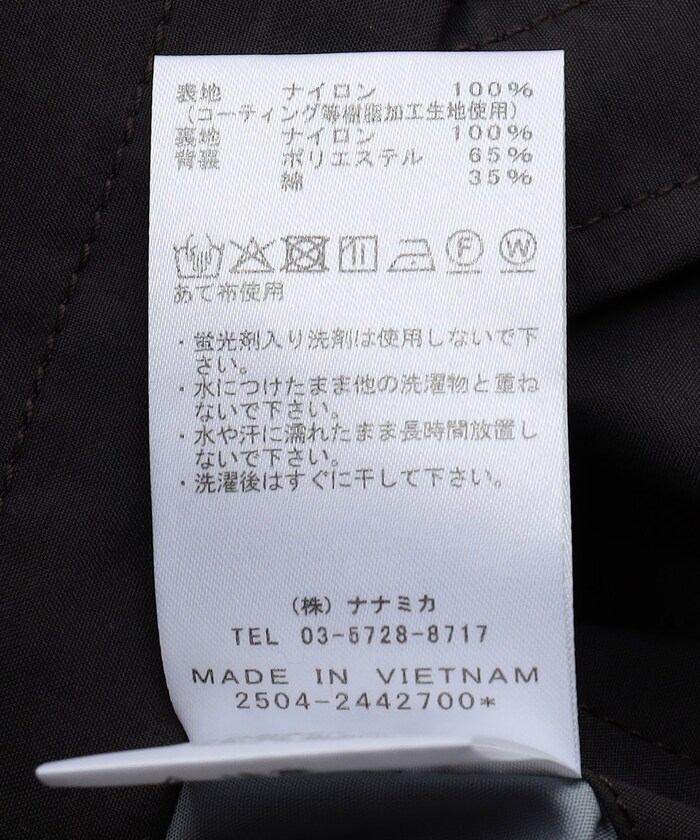 表地 ナイロン 100%
(コーティング等樹脂加工生地使用)
裏地 ナイロン 100%
背裏 ポリエステル 65%
綿 35%
F W
あて布使用
・蛍光剤入り洗剤は使用しないで下
さい。
・水につけたまま他の洗濯物と重ね
ないで下さい。
・水や汗に濡れたまま長時間放置し
ないで下さい。
・洗濯後はすぐに干して下さい。
(株) ナナミカ
TEL 03-5728-8717
MADE IN VIETNAM
2504-2442700*